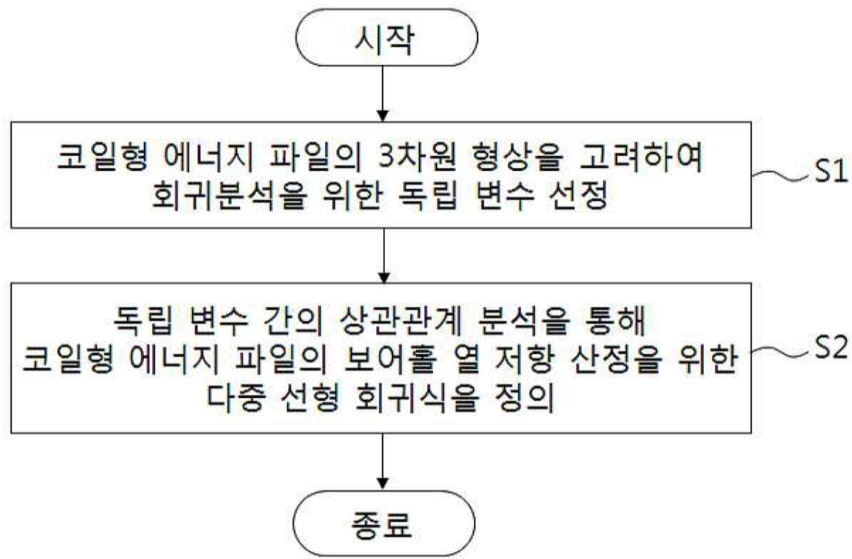 시작
코일형 에너지 파일의 3차원 형상을 고려하여
회귀분석을 위한 독립 변수 선정
S1
독립 변수 간의 상관관계 분석을 통해
코일형 에너지 파일의 보어홀 열 저항 산정을 위한
다중 선형 회귀식을 정의
S2
종료